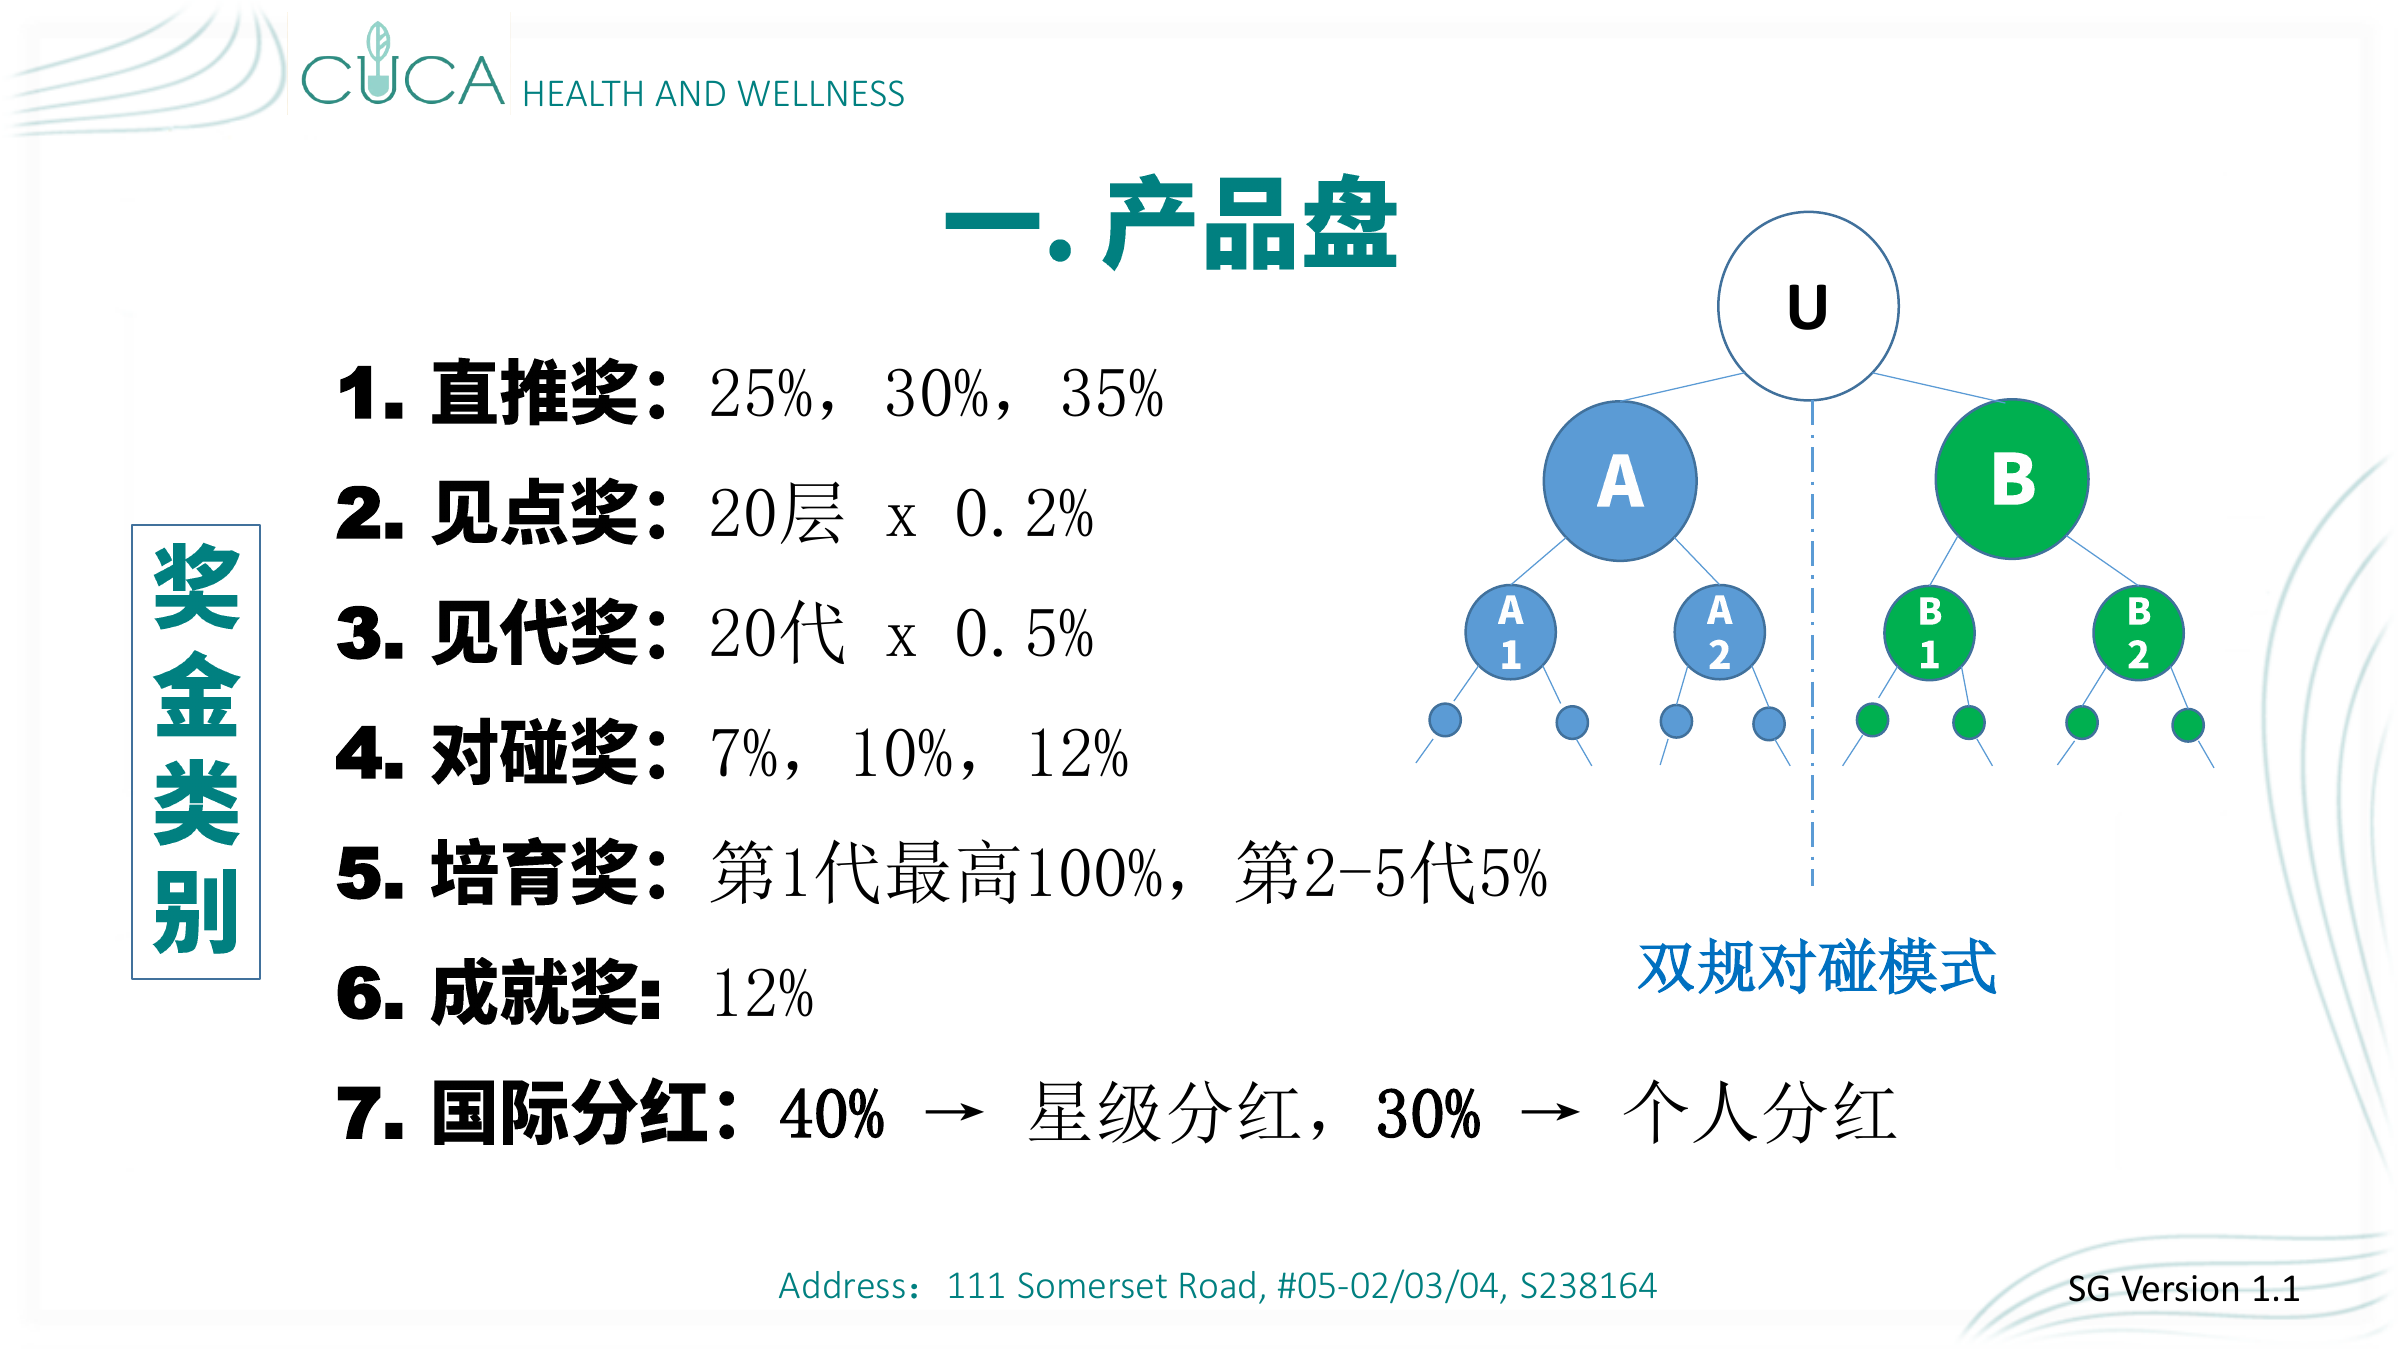 CUCA HEALTH AND WELLNESS
一.产品盘
奖金类别
1. 直推奖：25%，30%，35%
2. 见点奖：20层 x 0.2%
3. 见代奖：20代 x 0.5%
4. 对碰奖：7%，10%，12%
5. 培育奖：第1代最高100%，第2-5代5%
6. 成就奖: 12%
7. 国际分红：40% → 星级分红，30% → 个人分红
U
A
B
A1
A2
B1
B2
双规对碰模式
Address：111 Somerset Road, #05-02/03/04, S238164
SG Version 1.1